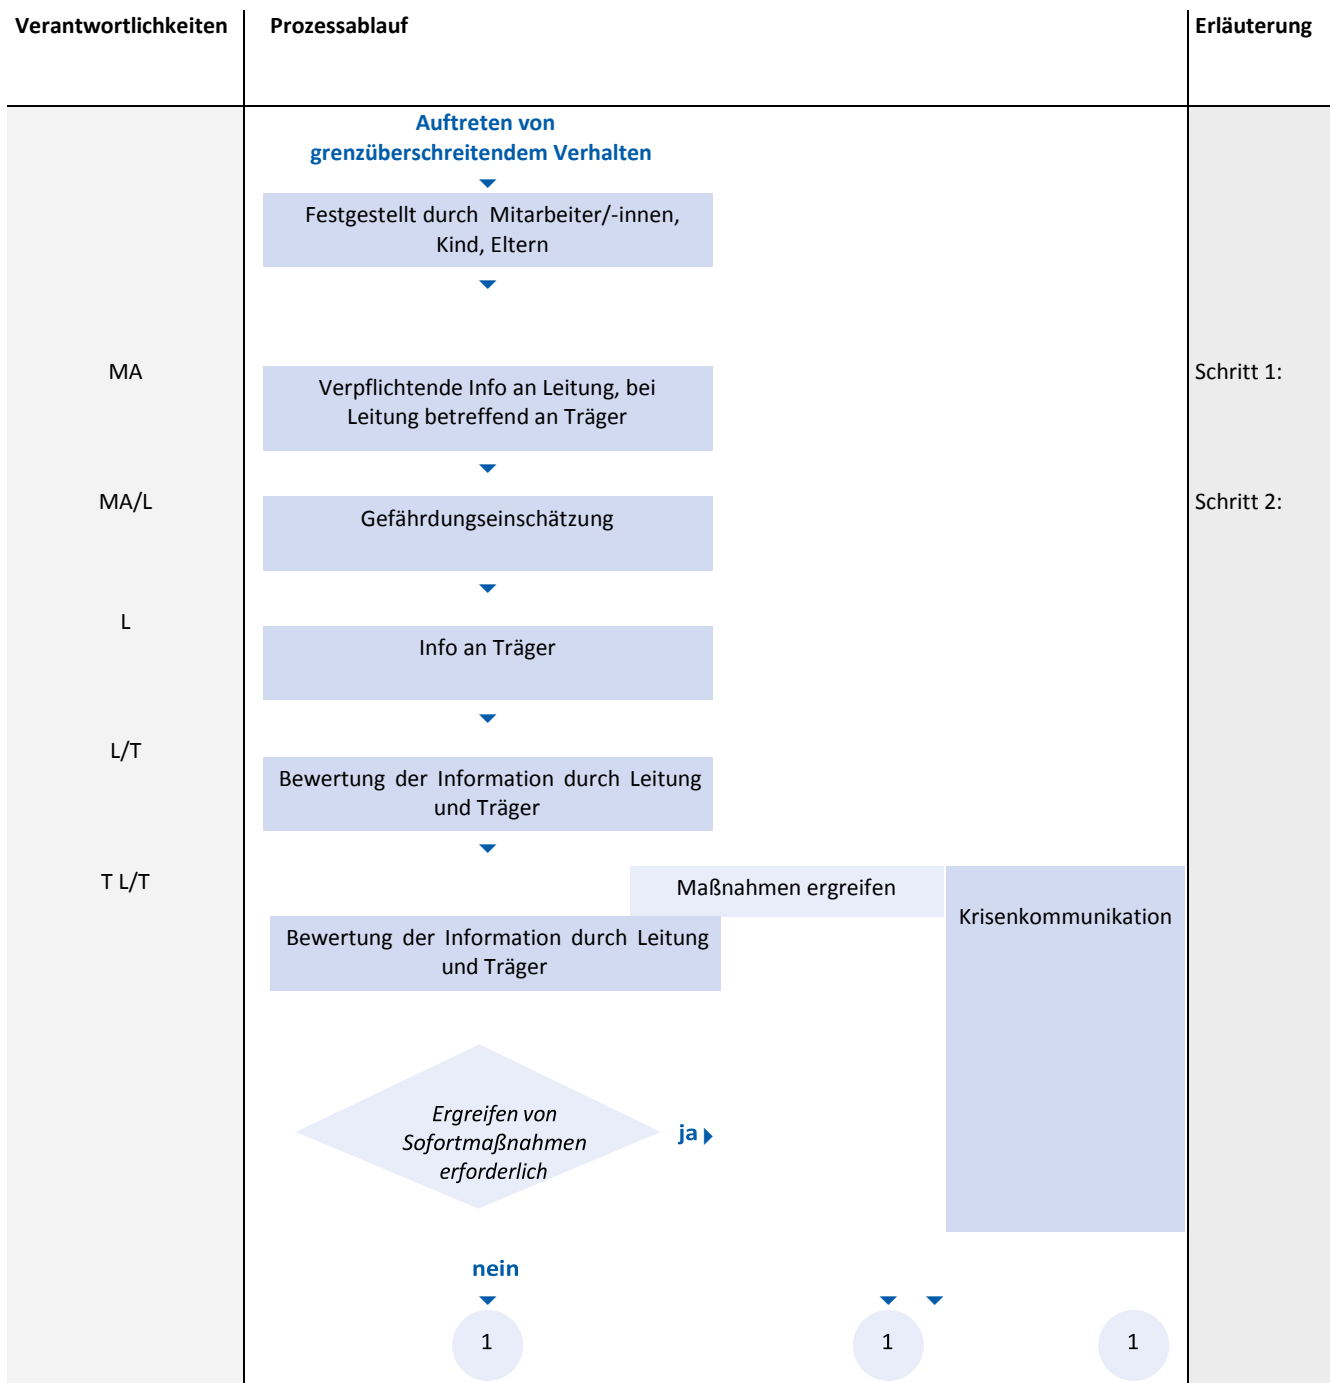 Verantwortlichkeiten
Prozessablauf
Erläuterung
Auftreten von
grenzüberschreitendem Verhalten
Festgestellt durch Mitarbeiter/-innen,
Kind, Eltern
MA
Verpflichtende Info an Leitung, bei
Leitung betreffend an Träger
Schritt 1:
MA/L
Gefährdungseinschätzung
Schritt 2:
L
Info an Träger
L/T
Bewertung der Information durch Leitung
und Träger
T L/T
Maßnahmen ergreifen
Krisenkommunikation
Bewertung der Information durch Leitung
und Träger
Ergreifen von
Sofortmaßnahmen
erforderlich
ja
nein
1
1
1